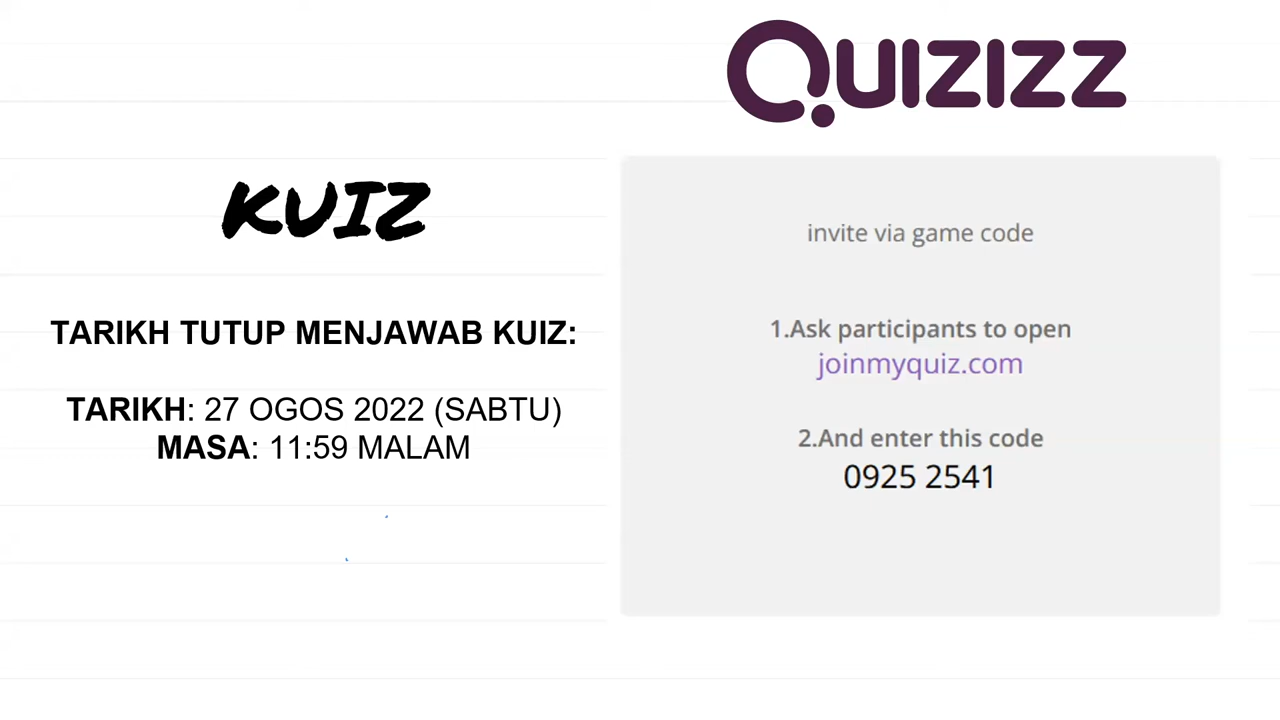 KUIZ
TARIKH TUTUP MENJAWAB KUIZ:
TARIKH: 27 OGOS 2022 (SABTU)
MASA: 11:59 MALAM
QUIZIZZ
invite via game code
1.Ask participants to open
joinmyquiz.com
2.And enter this code
0925 2541